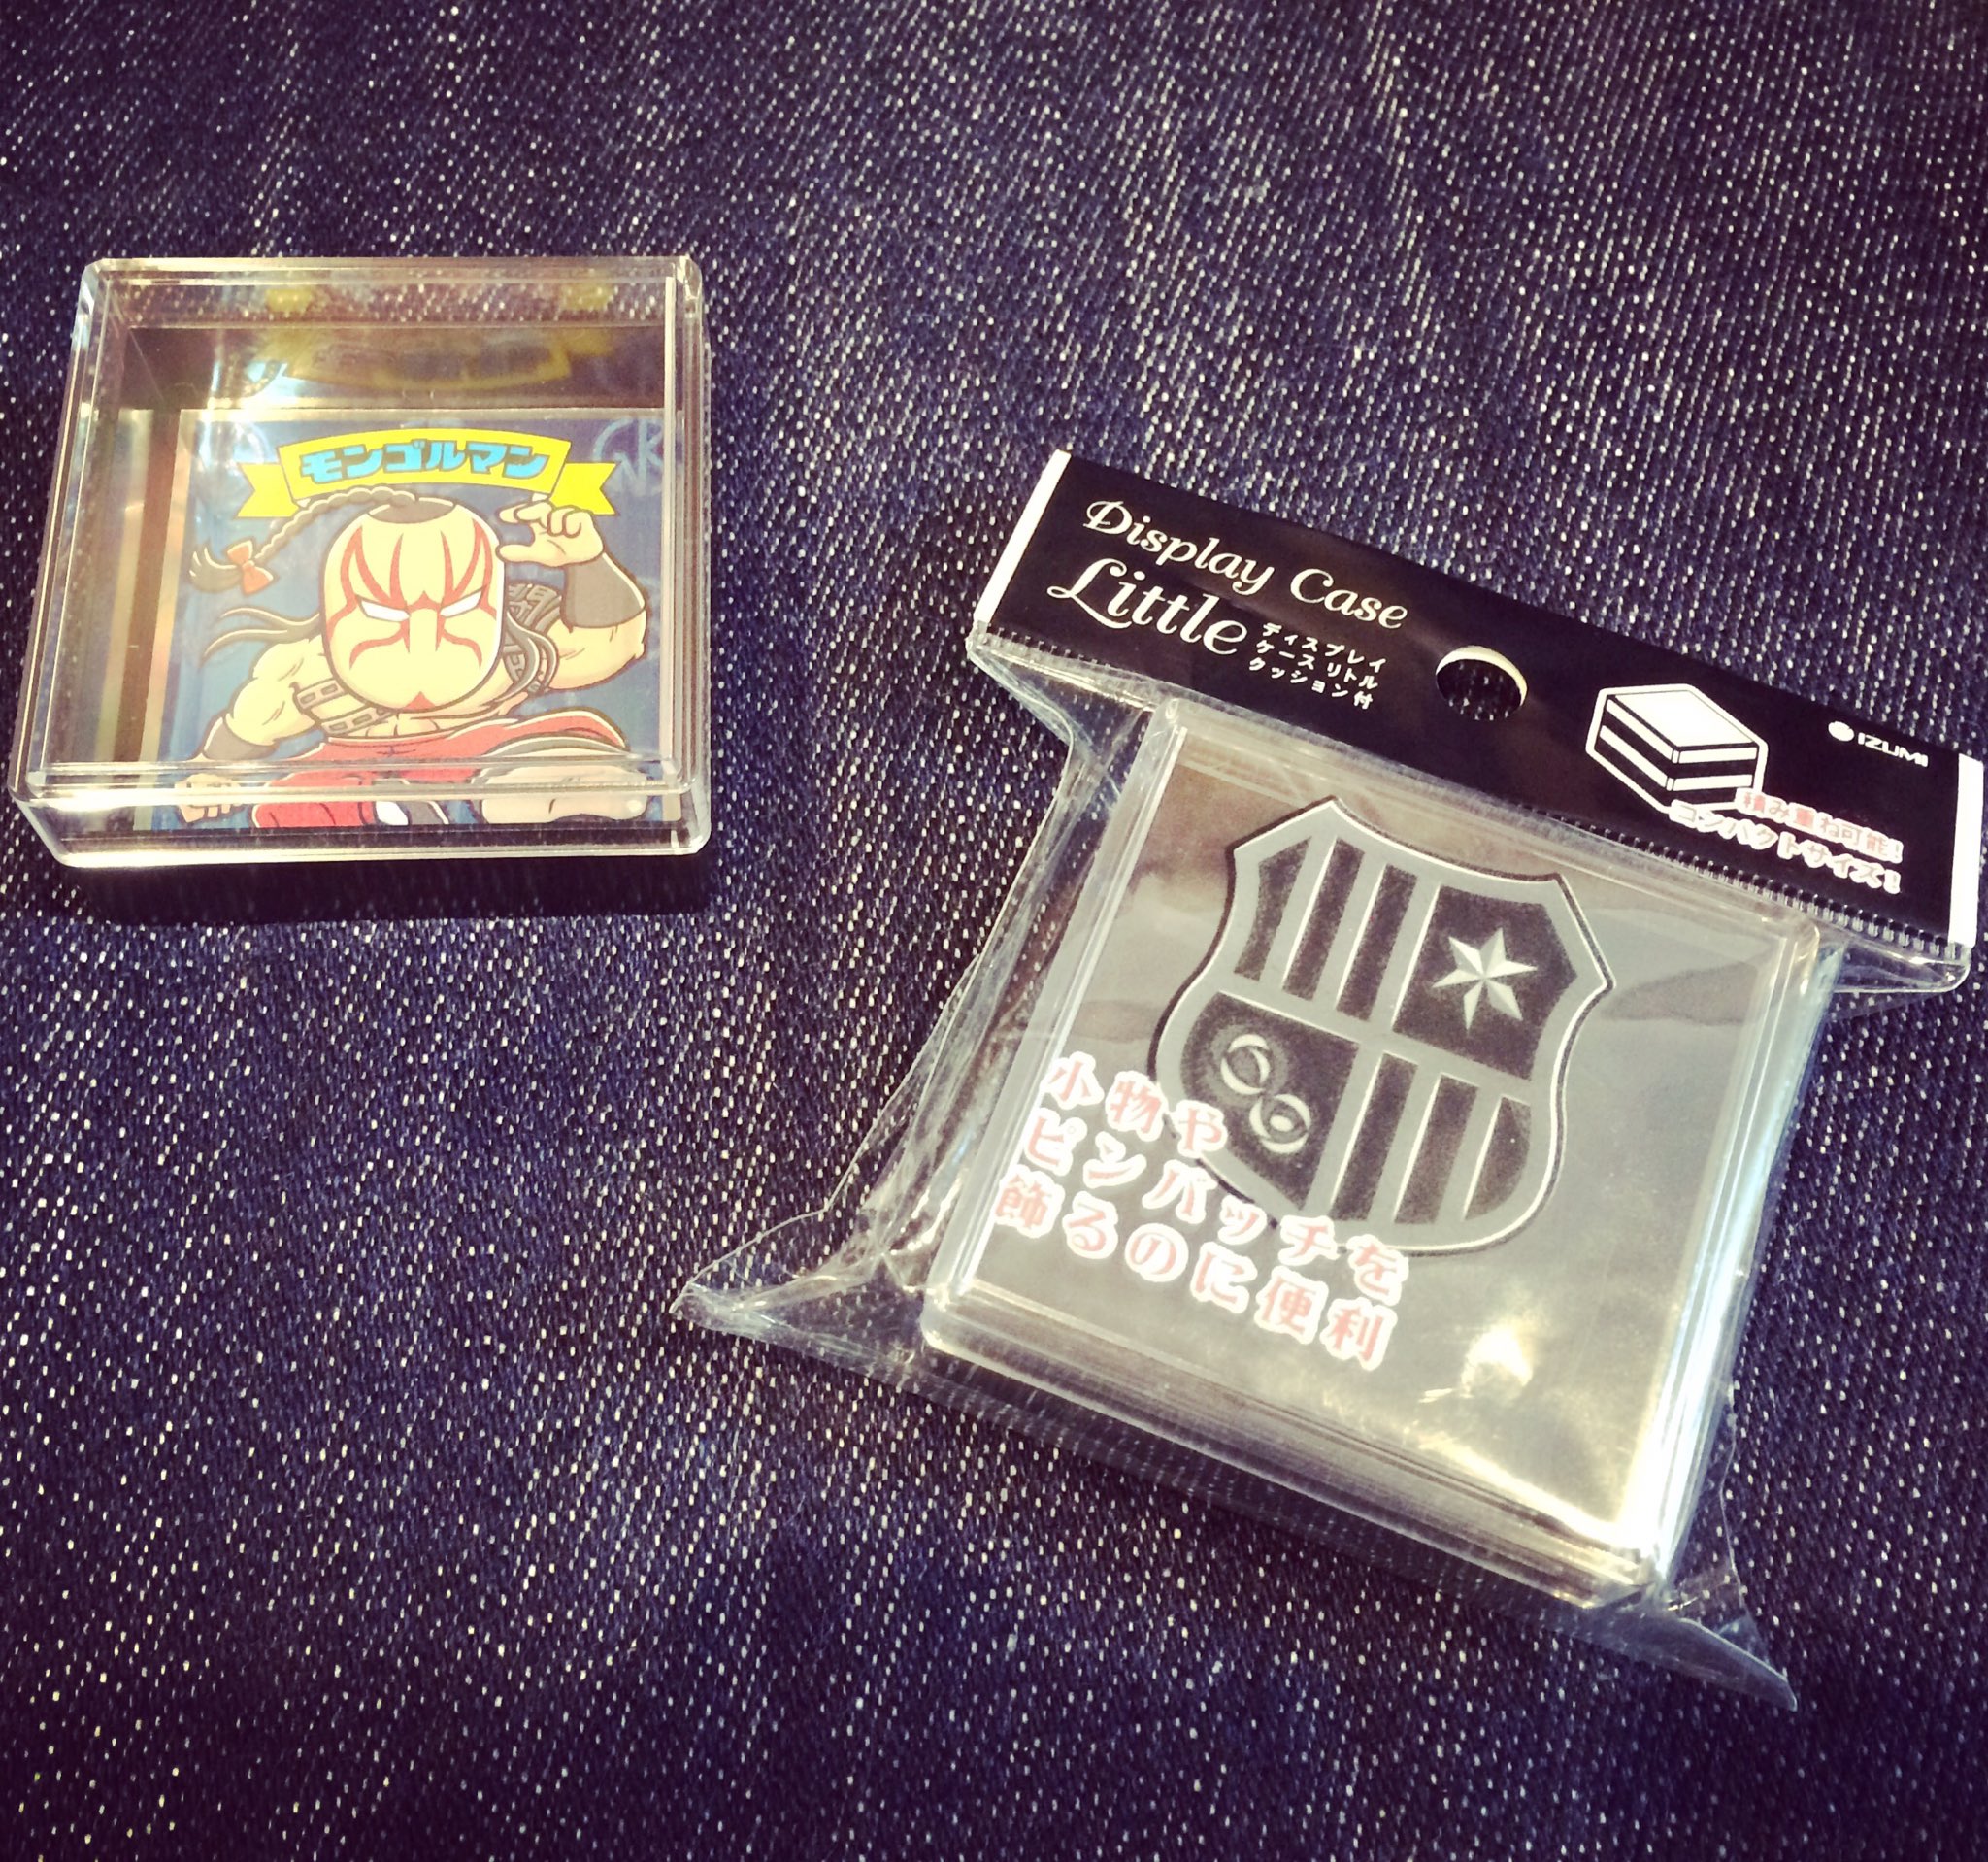 モンゴルマン
Display Case
Little
ディスプレイ
ケースリトル
クッション付
IZUMI
積み重ね可能!
コンパクトサイズ!
小物や
ピンバッチを
飾るのに便利